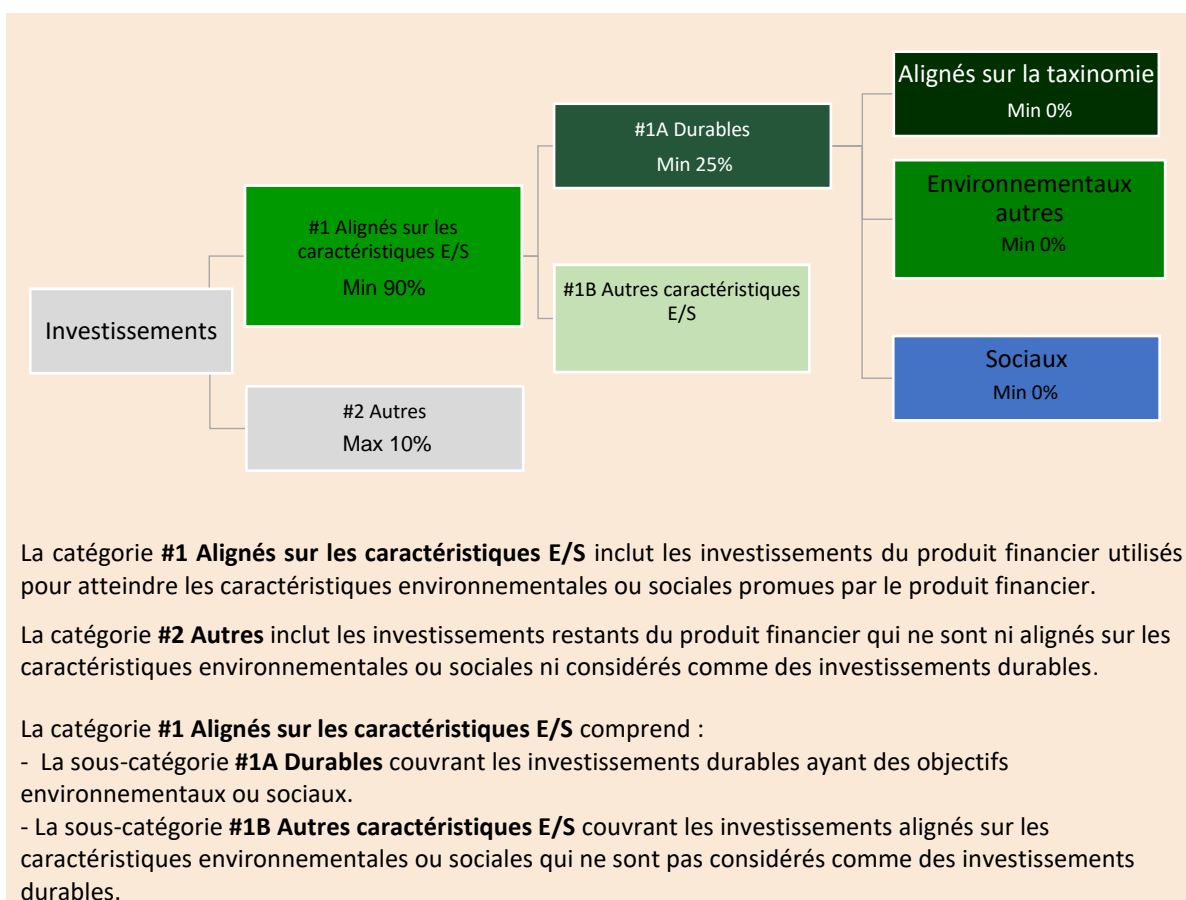 Alignés sur la taxinomie
Min 0%
#1A Durables
Min 25%
Environnementaux
autres
Min 0%
#1 Alignés sur les
caractéristiques E/S
Min 90%
#1B Autres caractéristiques
E/S
Investissements
Sociaux
Min 0%
#2 Autres
Max 10%
La catégorie #1 Alignés sur les caractéristiques E/S inclut les investissements du produit financier utilisés
pour atteindre les caractéristiques environnementales ou sociales promues par le produit financier.
La catégorie #2 Autres inclut les investissements restants du produit financier qui ne sont ni alignés sur les
caractéristiques environnementales ou sociales ni considérés comme des investissements durables.
La catégorie #1 Alignés sur les caractéristiques E/S comprend :
- La sous-catégorie #1A Durables couvrant les investissements durables ayant des objectifs
environnementaux ou sociaux.
- La sous-catégorie #1B Autres caractéristiques E/S couvrant les investissements alignés sur les
caractéristiques environnementales ou sociales qui ne sont pas considérés comme des investissements
durables.